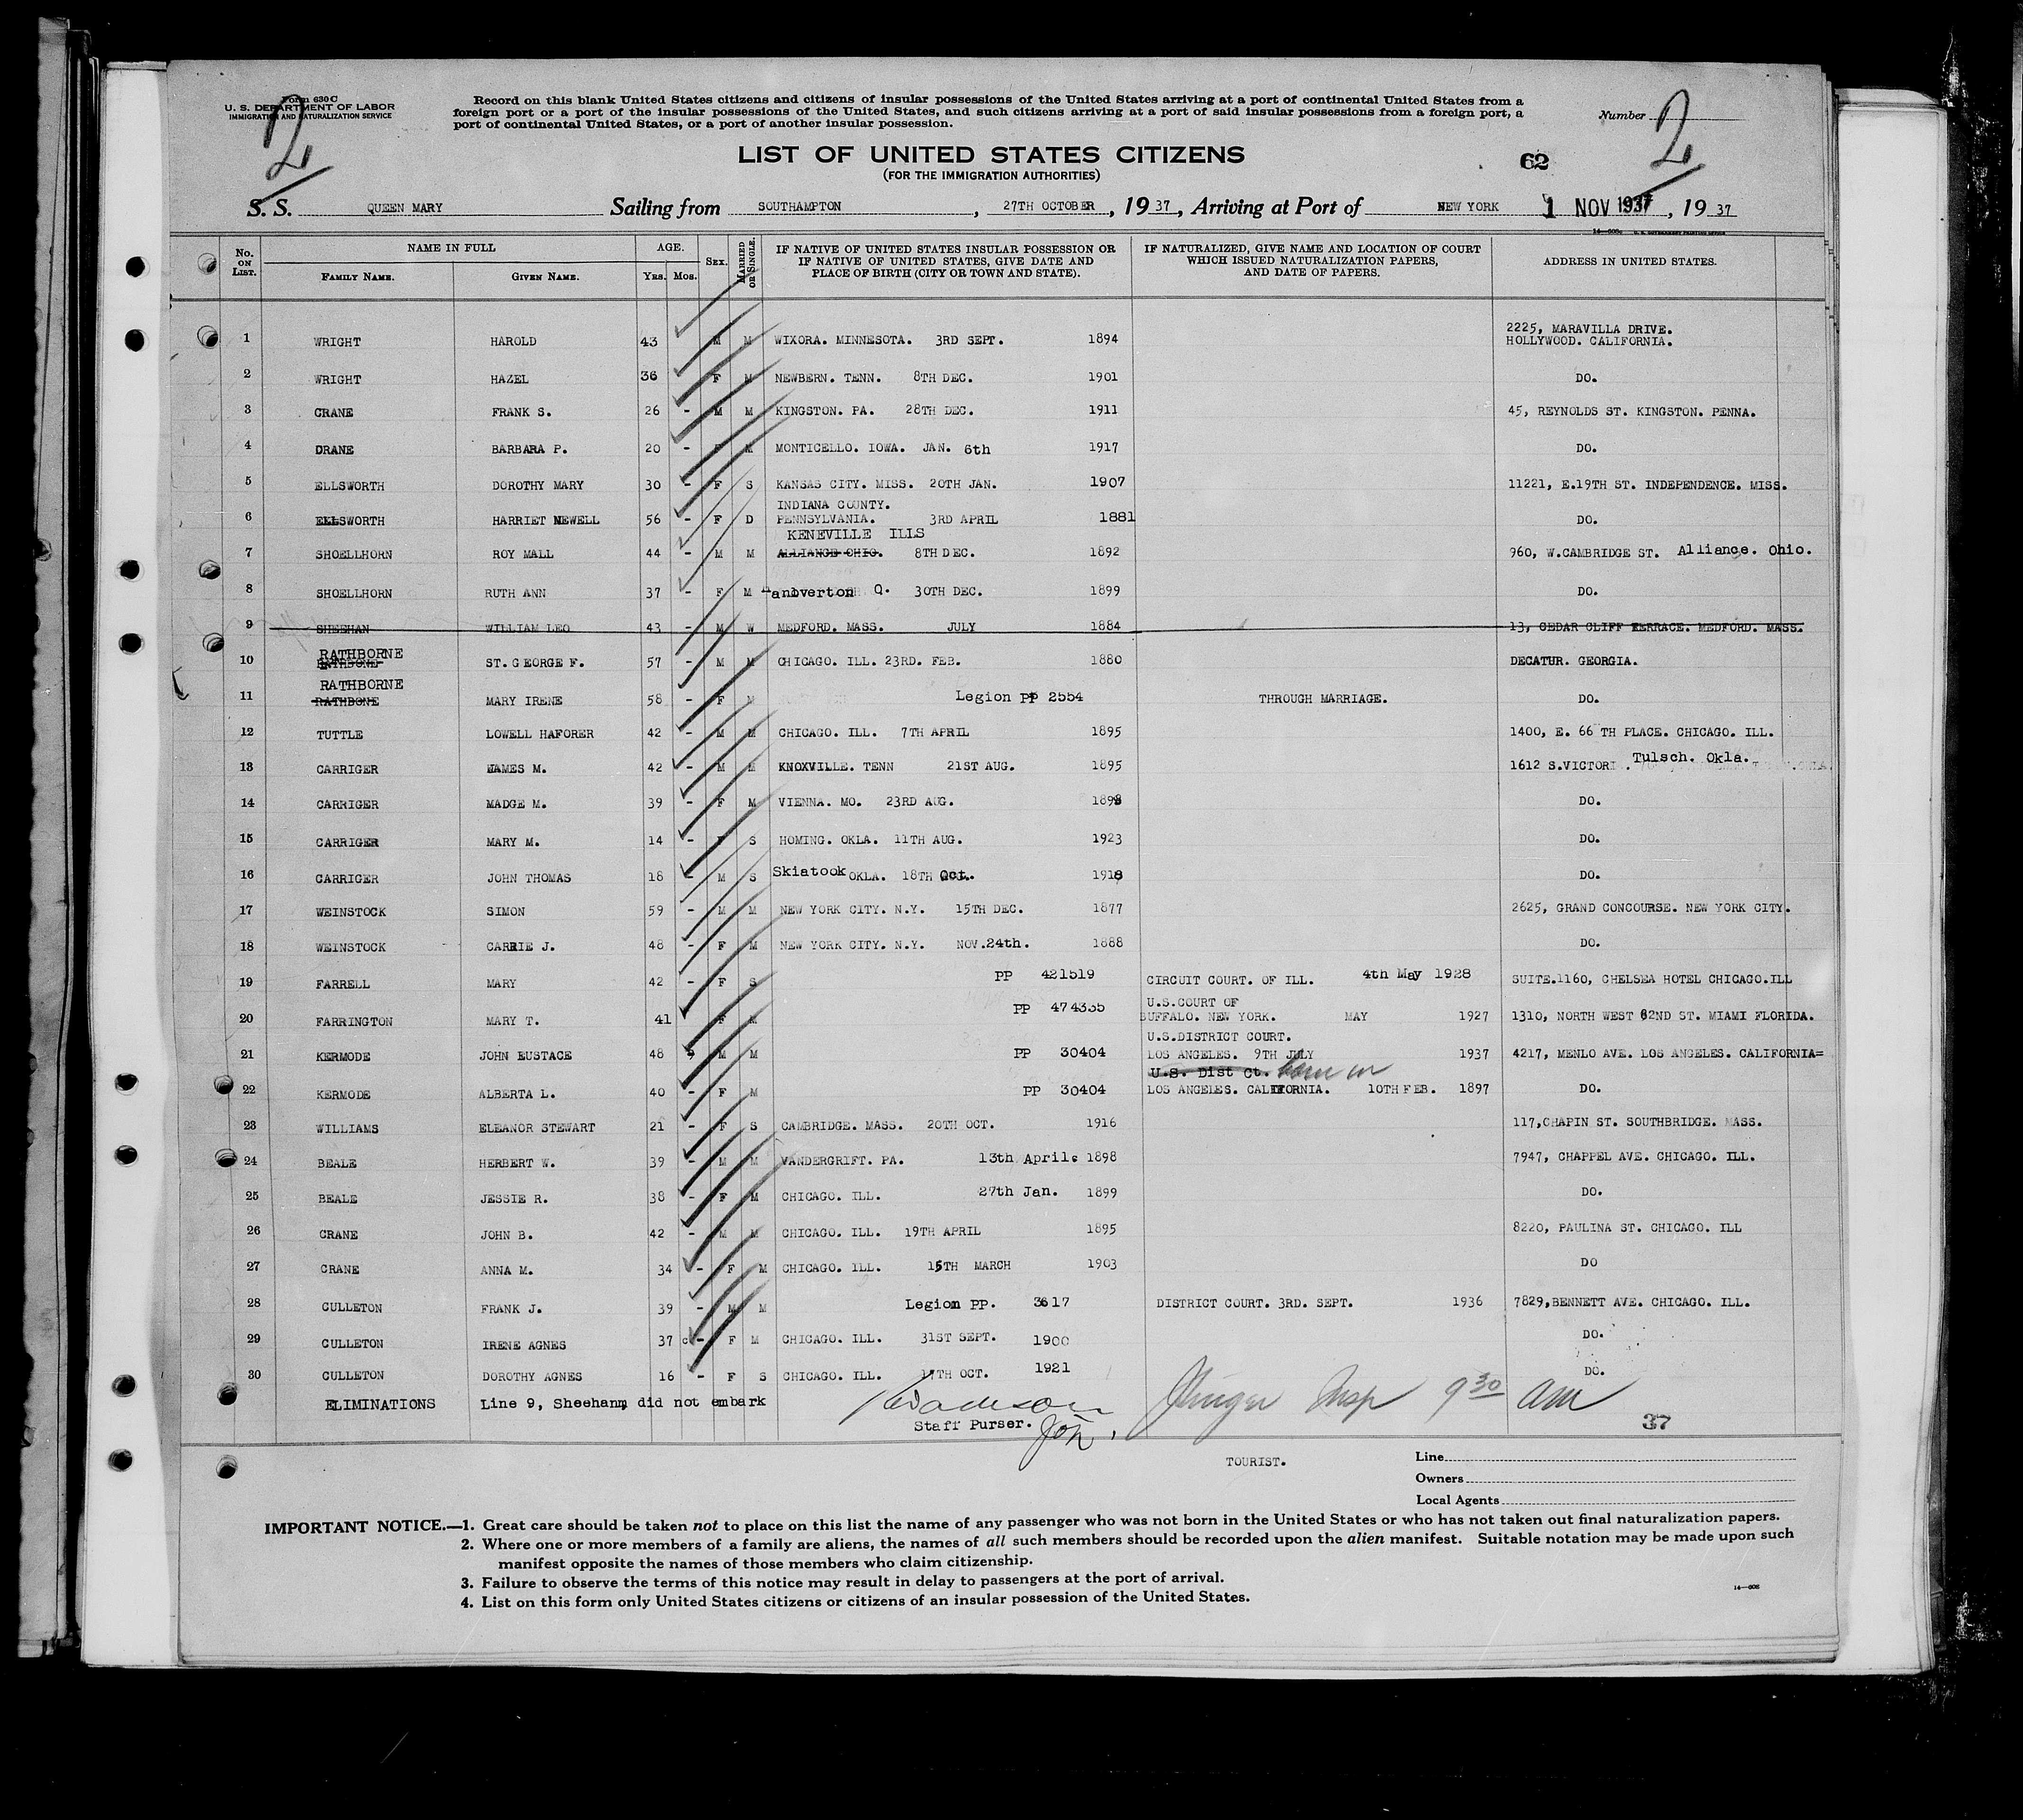 Form 630 C
U. S. DEPARTMENT OF LABOR
IMMIGRATION AND NATURALIZATION SERVICE
2
Record on this blank United States citizens and citizens of insular possessions of the United States arriving at a port of continental United States from a
foreign port or a port of the insular possessions of the United States, and such citizens arriving at a port of said insular possessions from a foreign port, a
port of continental United States, or a port of another insular possession.
Number 2
LIST OF UNITED STATES CITIZENS
(FOR THE IMMIGRATION AUTHORITIES)
62
S. S. QUEEN MARY Sailing from SOUTHAMPTON, 27TH OCTOBER, 19 37, Arriving at Port of NEW YORK 1 NOV 1937, 19 37
No. ON LIST. NAME IN FULL FAMILY NAME. GIVEN NAME. AGE. Yrs. Mos. SEX. MARRIED OR SINGLE. IF NATIVE OF UNITED STATES INSULAR POSSESSION OR IF NATIVE OF UNITED STATES, GIVE DATE AND PLACE OF BIRTH (CITY OR TOWN AND STATE). IF NATURALIZED, GIVE NAME AND LOCATION OF COURT WHICH ISSUED NATURALIZATION PAPERS, AND DATE OF PAPERS. ADDRESS IN UNITED STATES.
1 WRIGHT HAROLD 43 M M WIXORA. MINNESOTA. 3RD SEPT. 1894 2225, MARAVILLA DRIVE. HOLLYWOOD. CALIFORNIA.
2 WRIGHT HAZEL 36 F M NEWBERN. TENN. 8TH DEC. 1901 DO.
3 CRANE FRANK S. 26 - M M KINGSTON. PA. 28TH DEC. 1911 45, REYNOLDS ST. KINGSTON. PENNA.
4 DRANE BARBARA P. 20 - F M MONTICELLO. IOWA. JAN. 6th 1917 DO.
5 ELLSWORTH DOROTHY MARY 30 - F S KANSAS CITY. MISS. 20TH JAN. 1907 11221, E.19TH ST. INDEPENDENCE. MISS.
6 ELLSWORTH HARRIET NEWELL 56 - F D INDIANA COUNTY. PENNSYLVANIA. 3RD APRIL 1881 DO.
7 SHOELLHORN ROY MALL 44 - M M KENEVILLE ILLS ALLIANCE OHIO. 8TH DEC. 1892 960, W.CAMBRIDGE ST. Alliance. Ohio.
8 SHOELLHORN RUTH ANN 37 - F M O. 30TH DEC. 1899 DO.
9 SHEEHAN WILLIAM LEO 43 - M W MEDFORD. MASS. JULY 1884 13, CEDAR CLIFF TERRACE. MEDFORD. MASS.
10 RATHBORNE RATHBONE ST. GEORGE F. 57 - M M CHICAGO. ILL. 23RD. FEB. 1880 DECATUR. GEORGIA.
11 RATHBORNE RATHBONE MARY IRENE 58 - F M Legion PP 2554 THROUGH MARRIAGE. DO.
12 TUTTLE LOWELL HAFORER 42 - M M CHICAGO. ILL. 7TH APRIL 1895 1400, E. 66 TH PLACE. CHICAGO. ILL.
13 CARRIGER JAMES M. 42 - M M KNOXVILLE. TENN 21ST AUG. 1895 1612 S.VICTOR Tulsch. Okla.
14 CARRIGER MADGE M. 39 - F M VIENNA. MO. 23RD AUG. 1898 DO.
15 CARRIGER MARY M. 14 - F S HOMING. OKLA. 11TH AUG. 1923 DO.
16 CARRIGER JOHN THOMAS 18 - M S Skiatook OKLA. 18TH Oct. 1918 DO.
17 WEINSTOCK SIMON 59 - M M NEW YORK CITY. N.Y. 15TH DEC. 1877 2625, GRAND CONCOURSE. NEW YORK CITY.
18 WEINSTOCK CARRIE J. 48 - F M NEW YORK CITY. N.Y. NOV.24th. 1888 DO.
19 FARRELL MARY 42 - F S PP 421519 CIRCUIT COURT. OF ILL. 4th May 1928 SUITE.1160, CHELSEA HOTEL CHICAGO.ILL
20 FARRINGTON MARY T. 41 F M PP 474335 U.S.COURT OF BUFFALO. NEW YORK. MAY 1927 1310, NORTH WEST 62ND ST. MIAMI FLORIDA.
21 KERMODE JOHN EUSTACE 48 M M PP 30404 U.S.DISTRICT COURT. LOS ANGELES. 9TH JULY 1937 4217, MENLO AVE. LOS ANGELES. CALIFORNIA=
22 KERMODE ALBERTA L. 40 - F M PP 30404 U.S. Dist Ct. born in LOS ANGELES. CALIFORNIA. 10TH FEB. 1897 DO.
23 WILLIAMS ELEANOR STEWART 21 - F S CAMBRIDGE. MASS. 20TH OCT. 1916 117,CHAPIN ST. SOUTHBRIDGE. MASS.
24 BEALE HERBERT W. 39 - M M VANDERGRIFT. PA. 13th April. 1898 7947, CHAPPEL AVE. CHICAGO. ILL.
25 BEALE JESSIE R. 38 - F M CHICAGO. ILL. 27th Jan. 1899 DO.
26 CRANE JOHN B. 42 - M M CHICAGO. ILL. 19TH APRIL 1895 8220, PAULINA ST. CHICAGO. ILL
27 CRANE ANNA M. 34 - F M CHICAGO. ILL. 15TH MARCH 1903 DO
28 CULLETON FRANK J. 39 - M M Legion PP. 3617 DISTRICT COURT. 3RD. SEPT. 1936 7829,BENNETT AVE. CHICAGO. ILL.
29 CULLETON IRENE AGNES 37 - F M CHICAGO. ILL. 31ST SEPT. 1900 DO.
30 CULLETON DOROTHY AGNES 16 - F S CHICAGO. ILL. 17TH OCT. 1921 DO.
ELIMINATIONS Line 9, Sheehan, did not embark
Staff Purser.
Insp 9 30 am
37
TOURIST.
Line
Owners
Local Agents
IMPORTANT NOTICE.—1. Great care should be taken not to place on this list the name of any passenger who was not born in the United States or who has not taken out final naturalization papers.
2. Where one or more members of a family are aliens, the names of all such members should be recorded upon the alien manifest. Suitable notation may be made upon such
manifest opposite the names of those members who claim citizenship.
3. Failure to observe the terms of this notice may result in delay to passengers at the port of arrival.
4. List on this form only United States citizens or citizens of an insular possession of the United States.